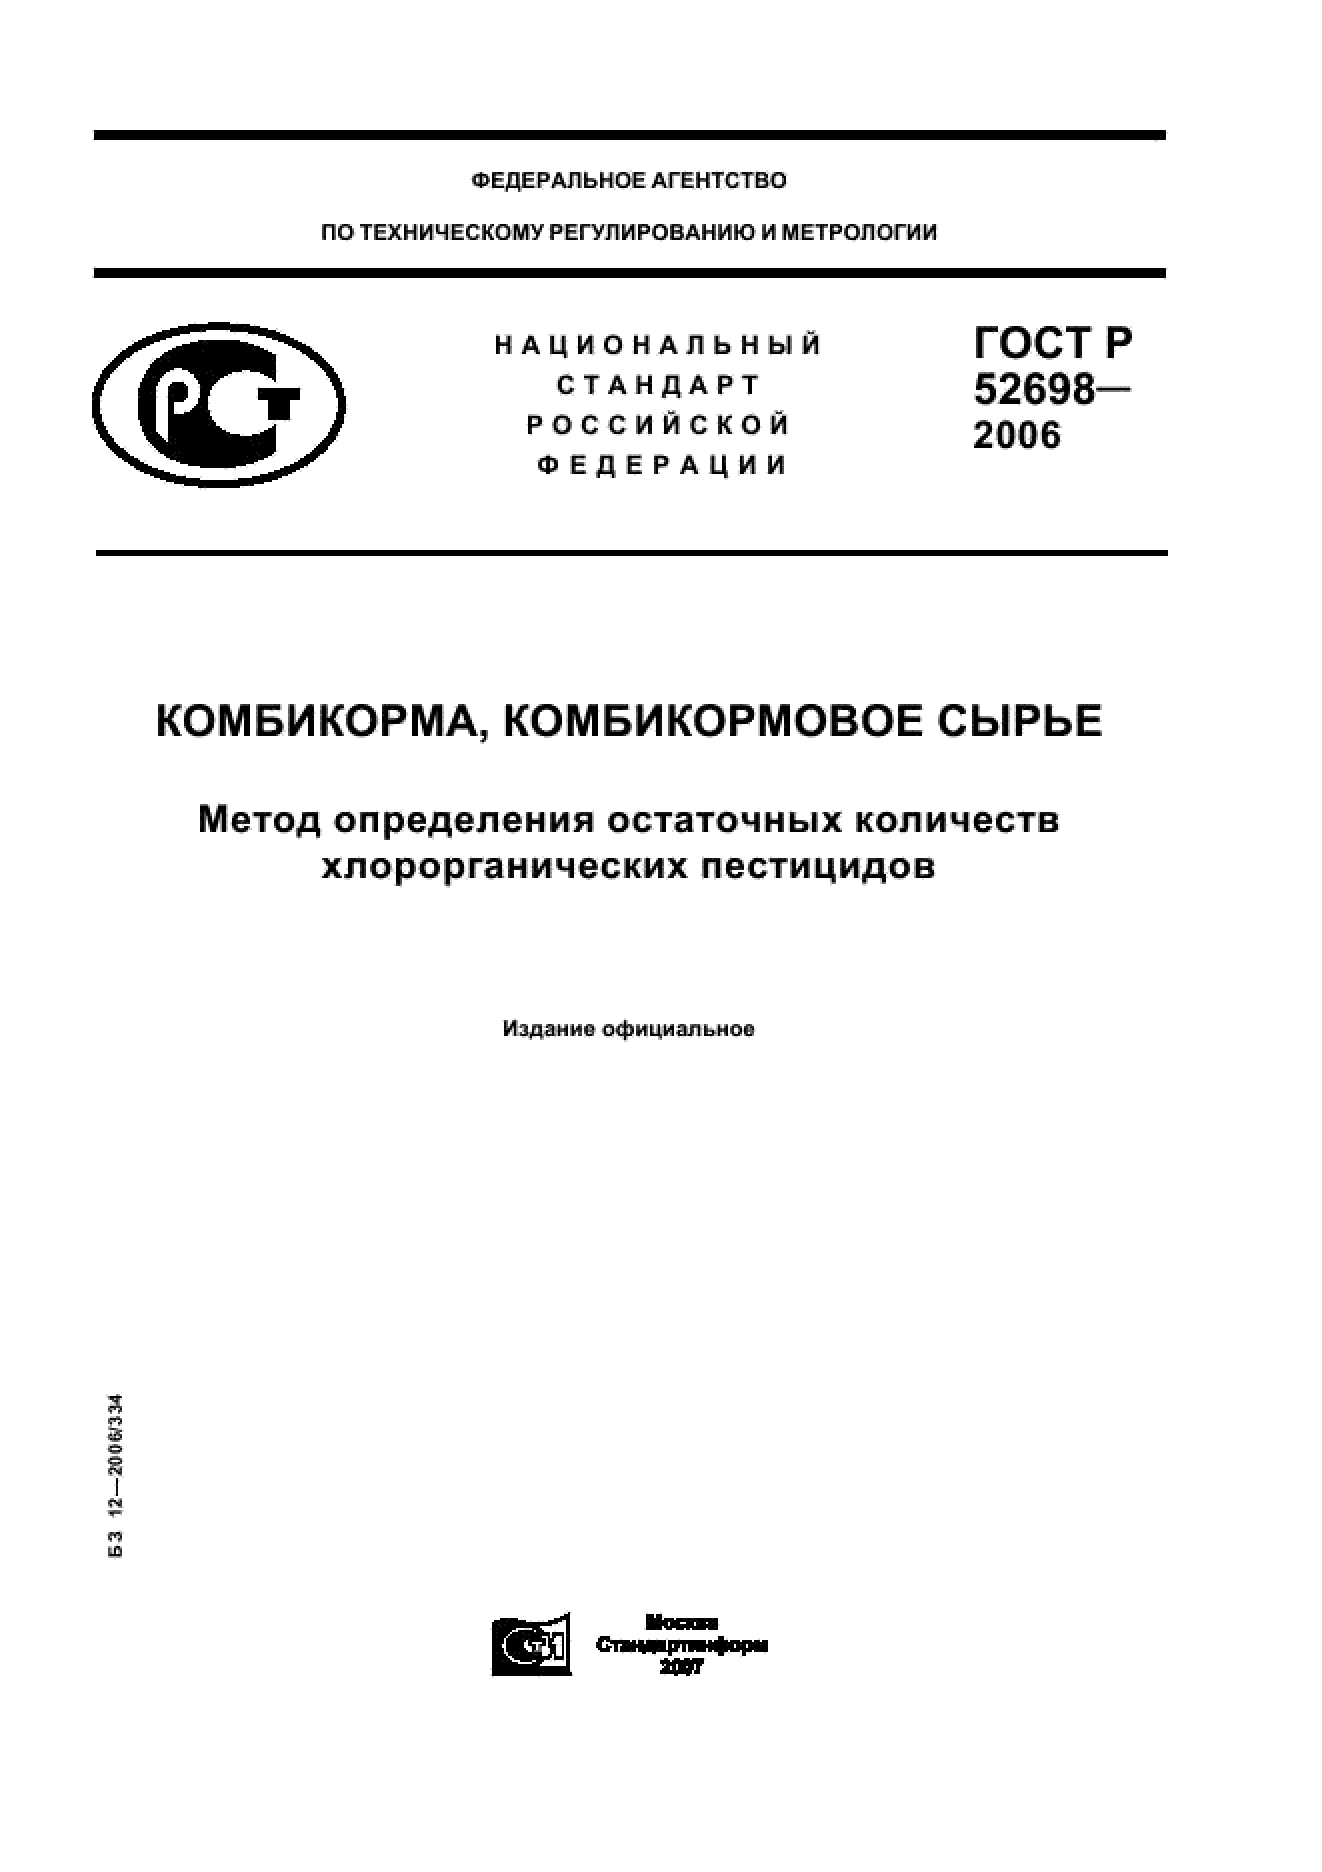 ФЕДЕРАЛЬНОЕ АГЕНТСТВО
ПО ТЕХНИЧЕСКОМУ РЕГУЛИРОВАНИЮ И МЕТРОЛОГИИ
НАЦИОНАЛЬНЫЙ
СТАНДАРТ
РОССИЙСКОЙ
ФЕДЕРАЦИИ
ГОСТ Р
52698—
2006
КОМБИКОРМА, КОМБИКОРМОВОЕ СЫРЬЕ
Метод определения остаточных количеств
хлорорганических пестицидов
Издание официальное
БЗ 12—2006/334
Москва
Стандартинформ
2007